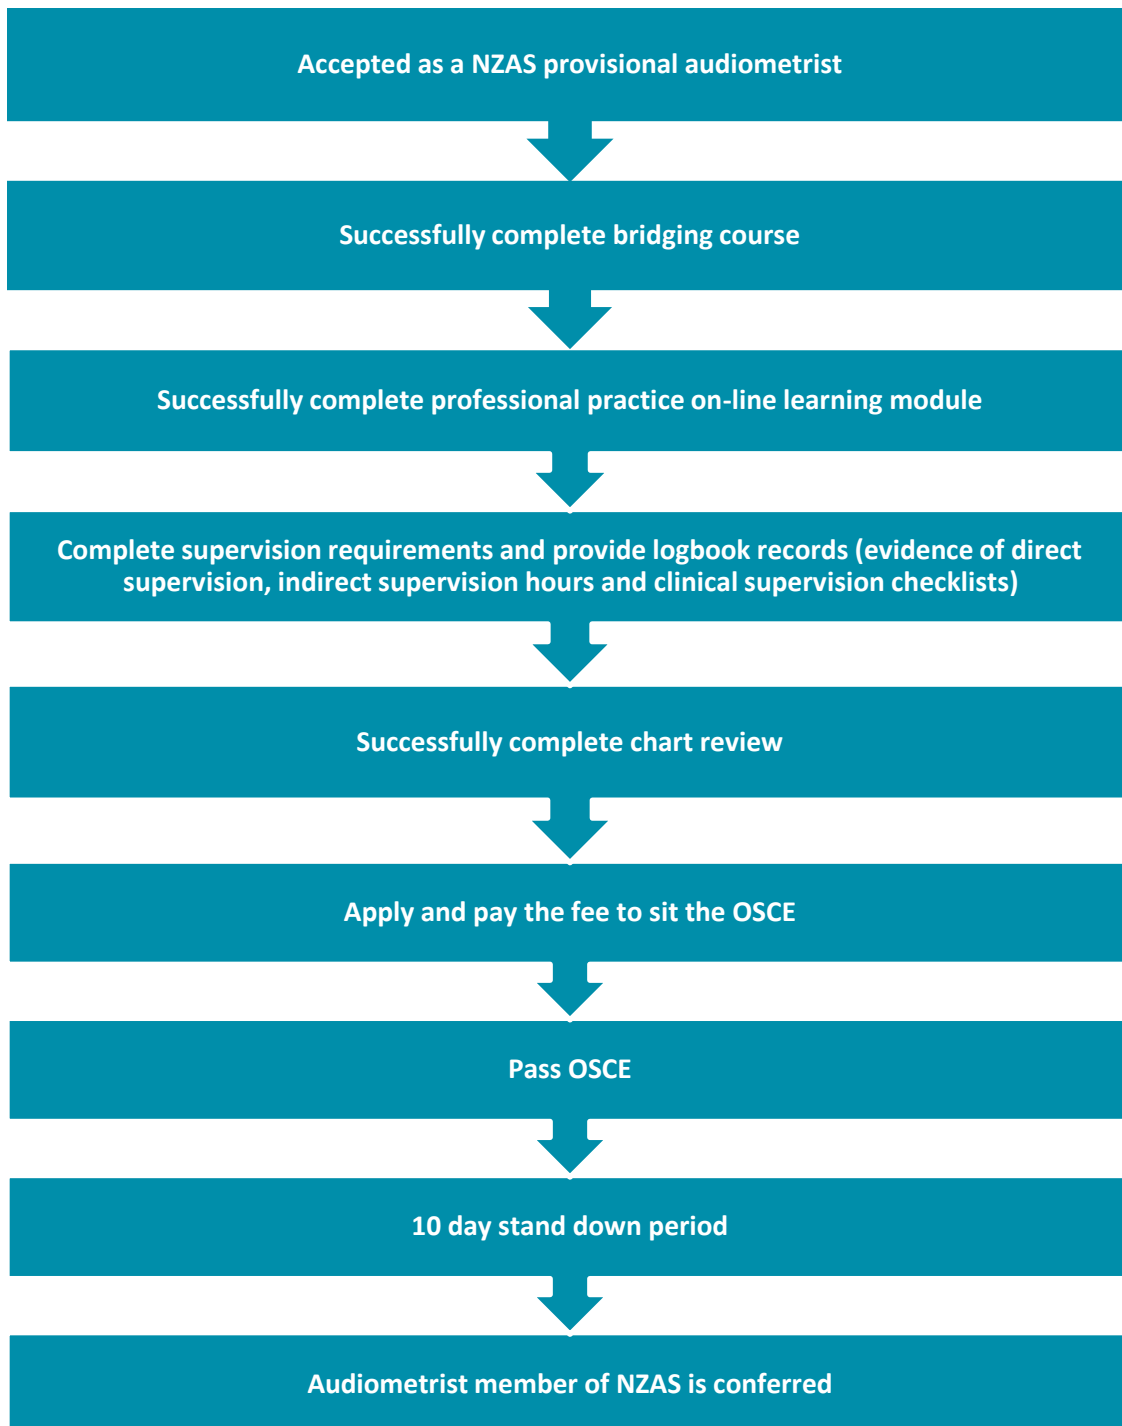 Accepted as a NZAS provisional audiometrist
Successfully complete bridging course
Successfully complete professional practice on-line learning module
Complete supervision requirements and provide logbook records (evidence of direct
supervision, indirect supervision hours and clinical supervision checklists)
Successfully complete chart review
Apply and pay the fee to sit the OSCE
Pass OSCE
10 day stand down period
Audiometrist member of NZAS is conferred